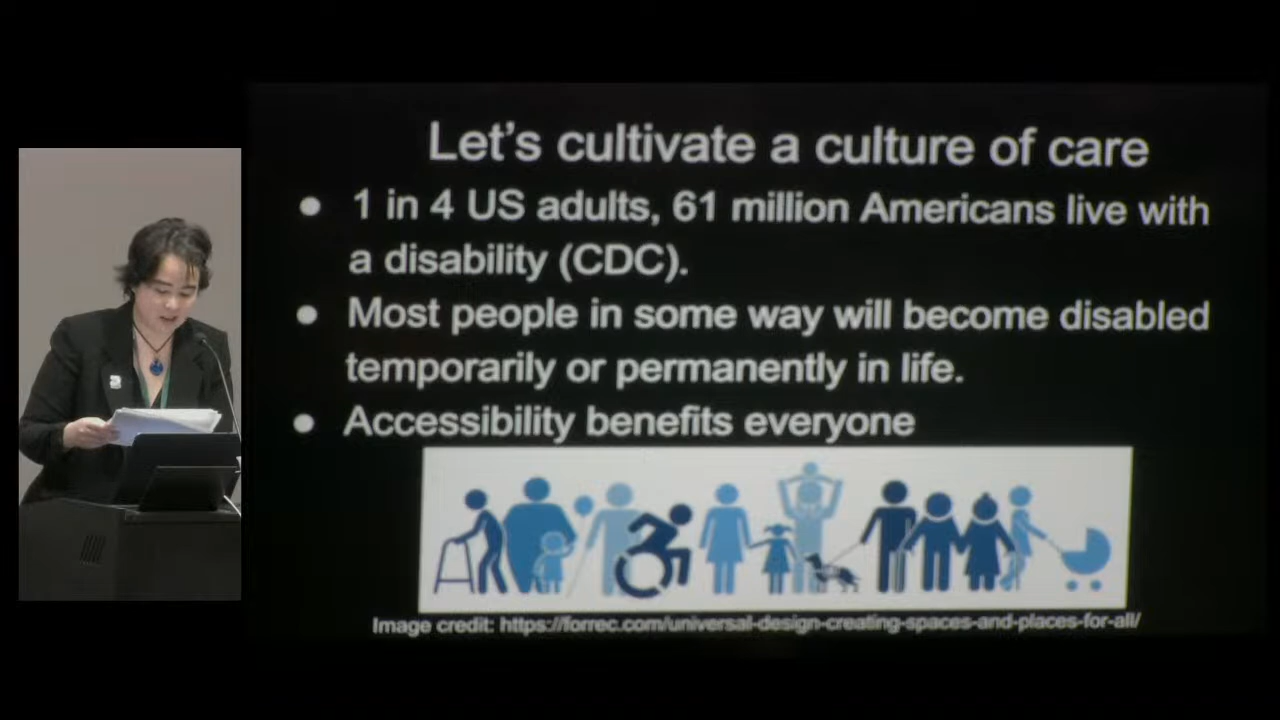 Let's cultivate a culture of care
● 1 in 4 US adults, 61 million Americans live with
a disability (CDC).
● Most people in some way will become disabled
temporarily or permanently in life.
● Accessibility benefits everyone
Image credit: https://forrec.com/universal-design-creating-spaces-and-places-for-all/